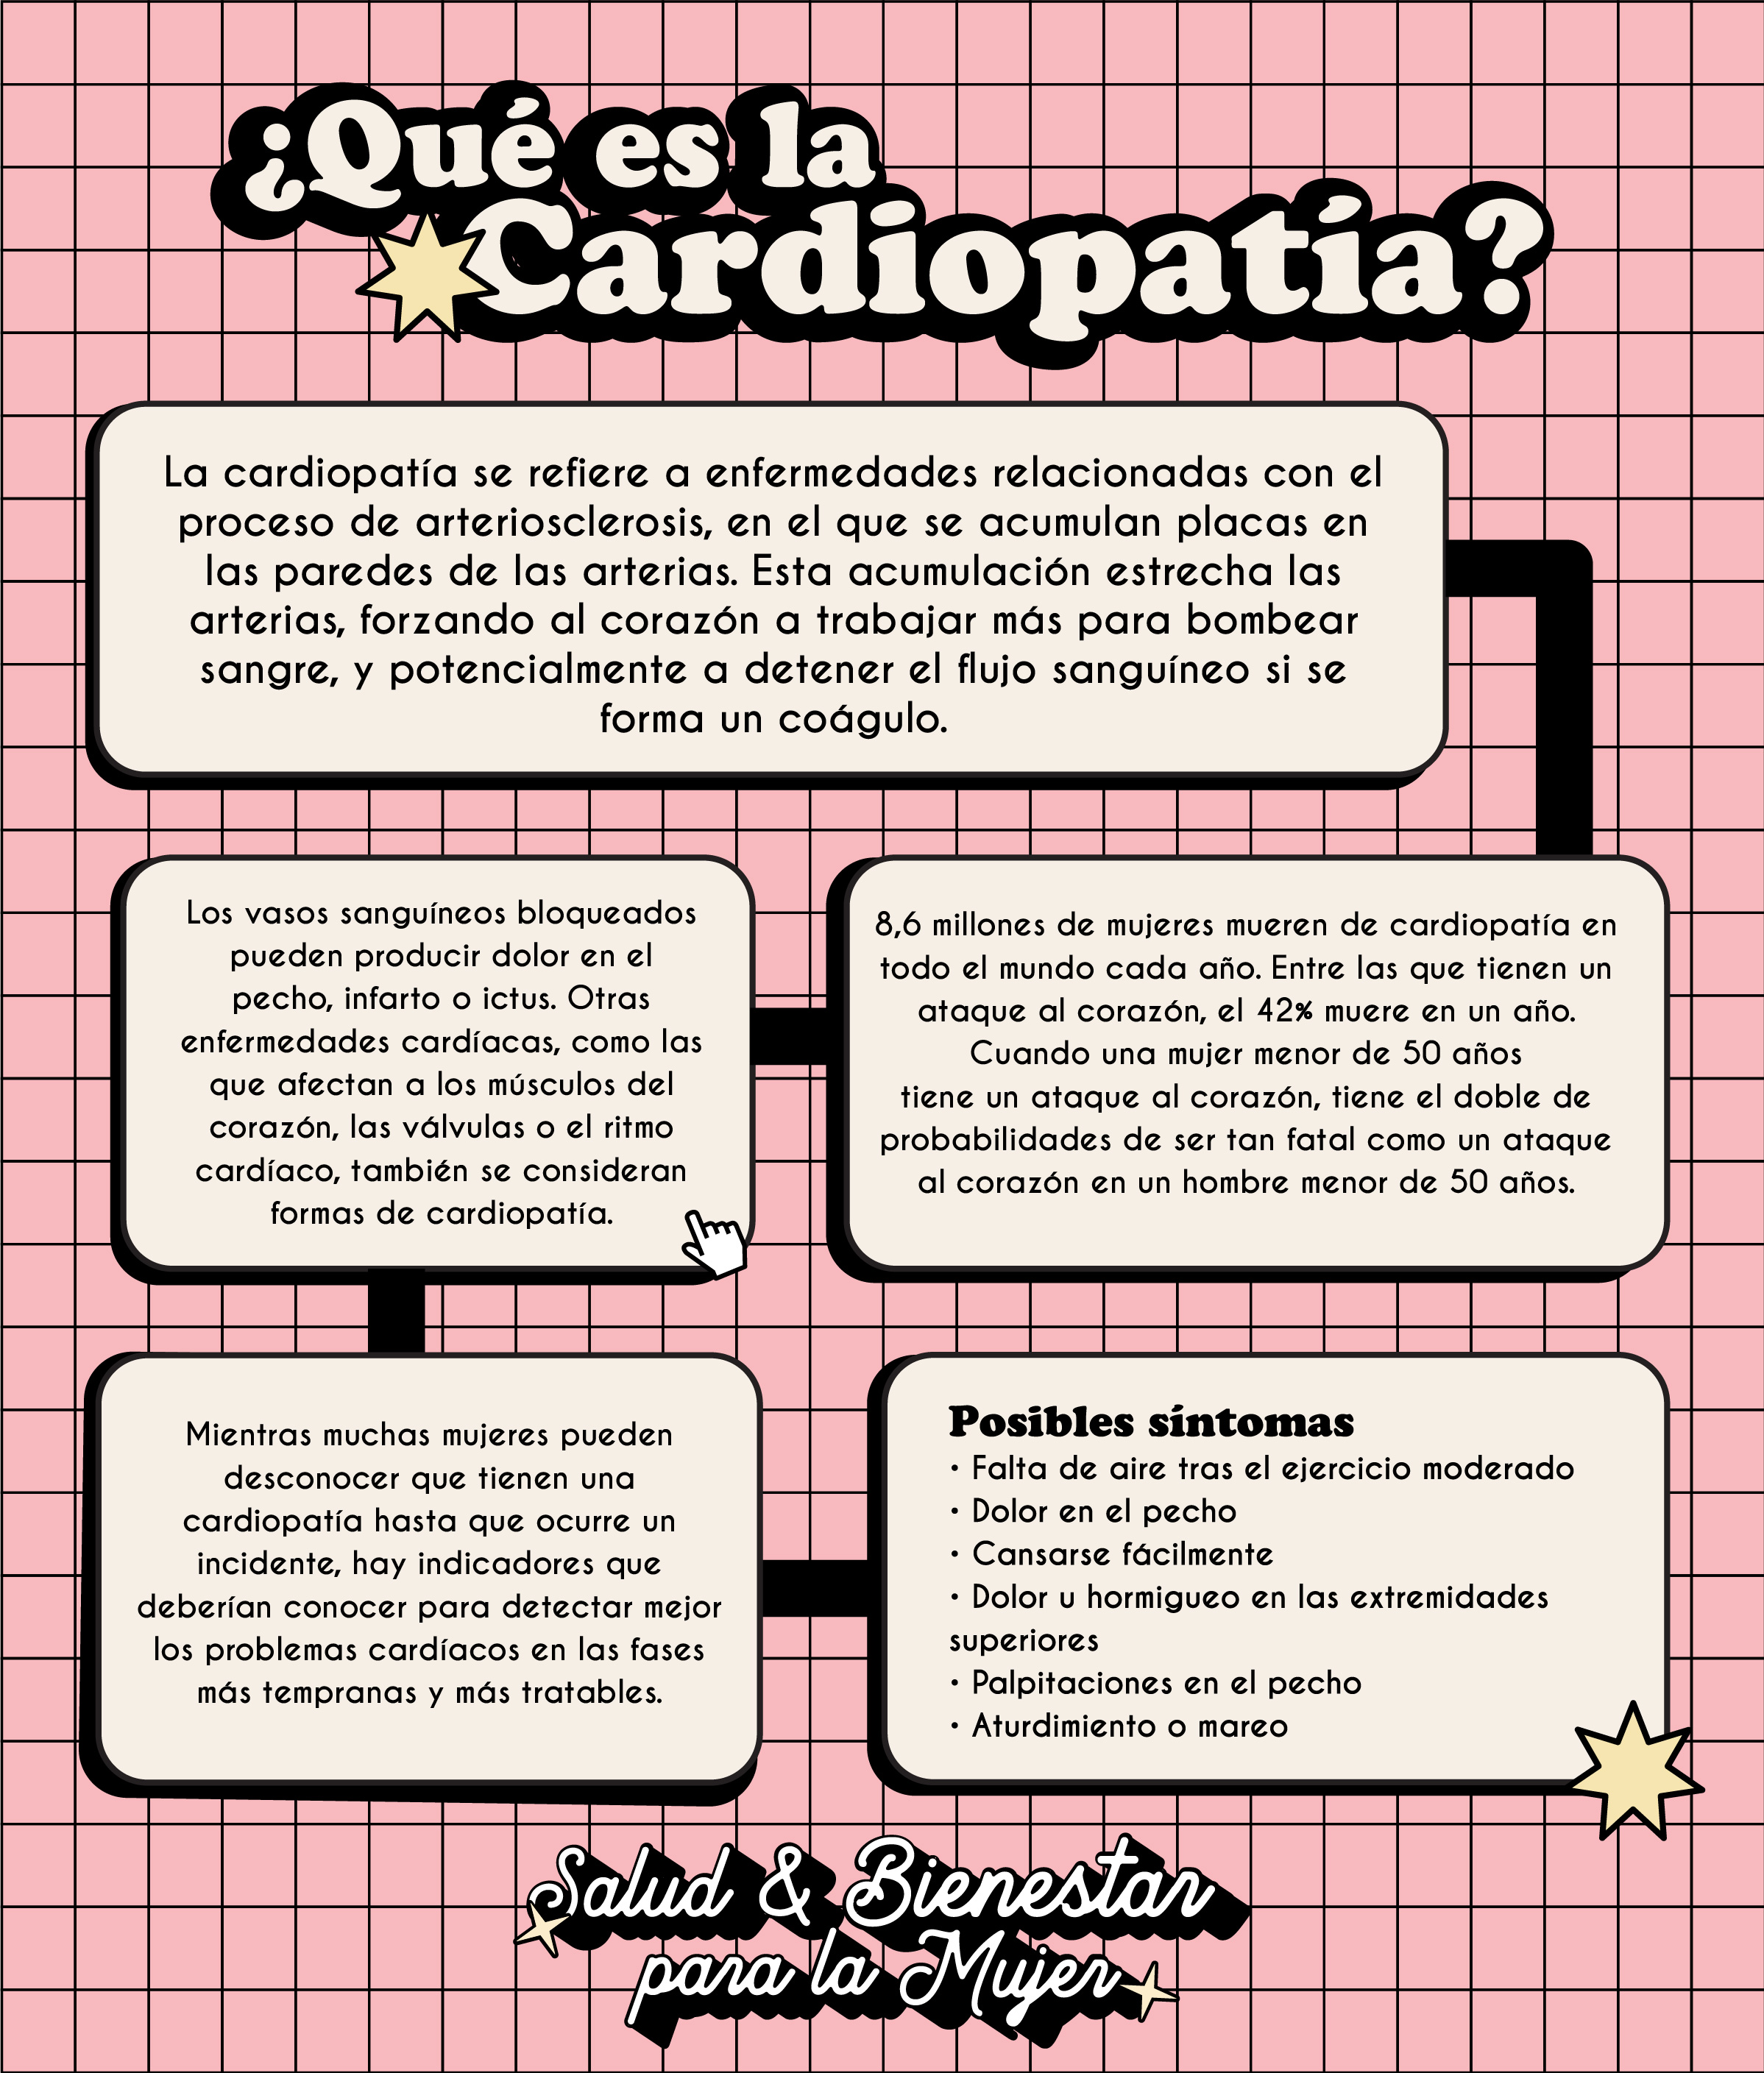 ¿Qué es la
Cardiopatía?
La cardiopatía se refiere a enfermedades relacionadas con el
proceso de arteriosclerosis, en el que se acumulan placas en
las paredes de las arterias. Esta acumulación estrecha las
arterias, forzando al corazón a trabajar más para bombear
sangre, y potencialmente a detener el flujo sanguíneo si se
forma un coágulo.
8,6 millones de mujeres mueren de cardiopatía en
todo el mundo cada año. Entre las que tienen un
ataque al corazón, el 42% muere en un año.
Cuando una mujer menor de 50 años
tiene un ataque al corazón, tiene el doble de
probabilidades de ser tan fatal como un ataque
al corazón en un hombre menor de 50 años.
Los vasos sanguíneos bloqueados
pueden producir dolor en el
pecho, infarto o ictus. Otras
enfermedades cardíacas, como las
que afectan a los músculos del
corazón, las válvulas o el ritmo
cardíaco, también se consideran
formas de cardiopatía.
Mientras muchas mujeres pueden
desconocer que tienen una
cardiopatía hasta que ocurre un
incidente, hay indicadores que
deberían conocer para detectar mejor
los problemas cardíacos en las fases
más tempranas y más tratables.
Posibles síntomas
• Falta de aire tras el ejercicio moderado
• Dolor en el pecho
• Cansarse fácilmente
• Dolor u hormigueo en las extremidades
superiores
• Palpitaciones en el pecho
• Aturdimiento o mareo
Salud & Bienestar
para la Mujer